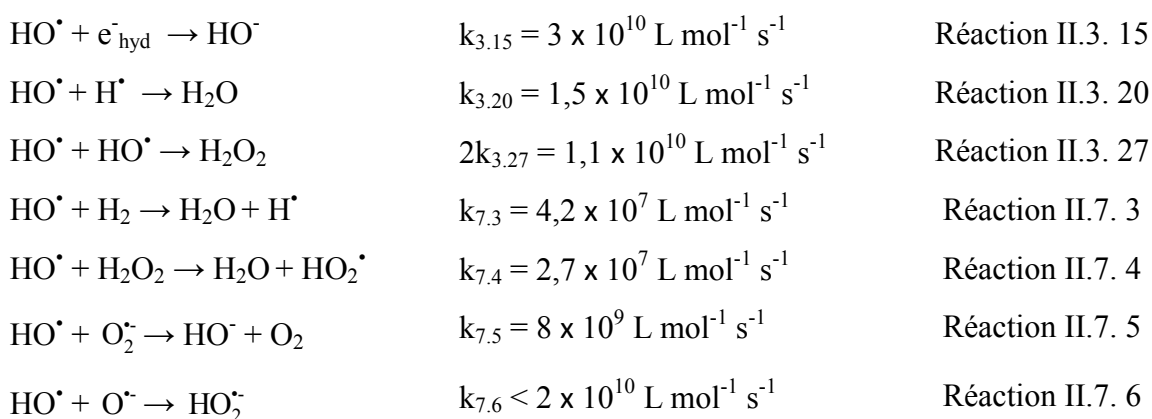 HO• + e⁻hyd → HO⁻ k3.15 = 3 x 10¹⁰ L mol⁻¹ s⁻¹ Réaction II.3. 15
HO• + H• → H₂O k3.20 = 1,5 x 10¹⁰ L mol⁻¹ s⁻¹ Réaction II.3. 20
HO• + HO• → H₂O₂ 2k3.27 = 1,1 x 10¹⁰ L mol⁻¹ s⁻¹ Réaction II.3. 27
HO• + H₂ → H₂O + H• k7.3 = 4,2 x 10⁷ L mol⁻¹ s⁻¹ Réaction II.7. 3
HO• + H₂O₂ → H₂O + HO₂• k7.4 = 2,7 x 10⁷ L mol⁻¹ s⁻¹ Réaction II.7. 4
HO• + O₂•⁻ → HO⁻ + O₂ k7.5 = 8 x 10⁹ L mol⁻¹ s⁻¹ Réaction II.7. 5
HO• + O•⁻ → HO₂•⁻ k7.6 < 2 x 10¹⁰ L mol⁻¹ s⁻¹ Réaction II.7. 6